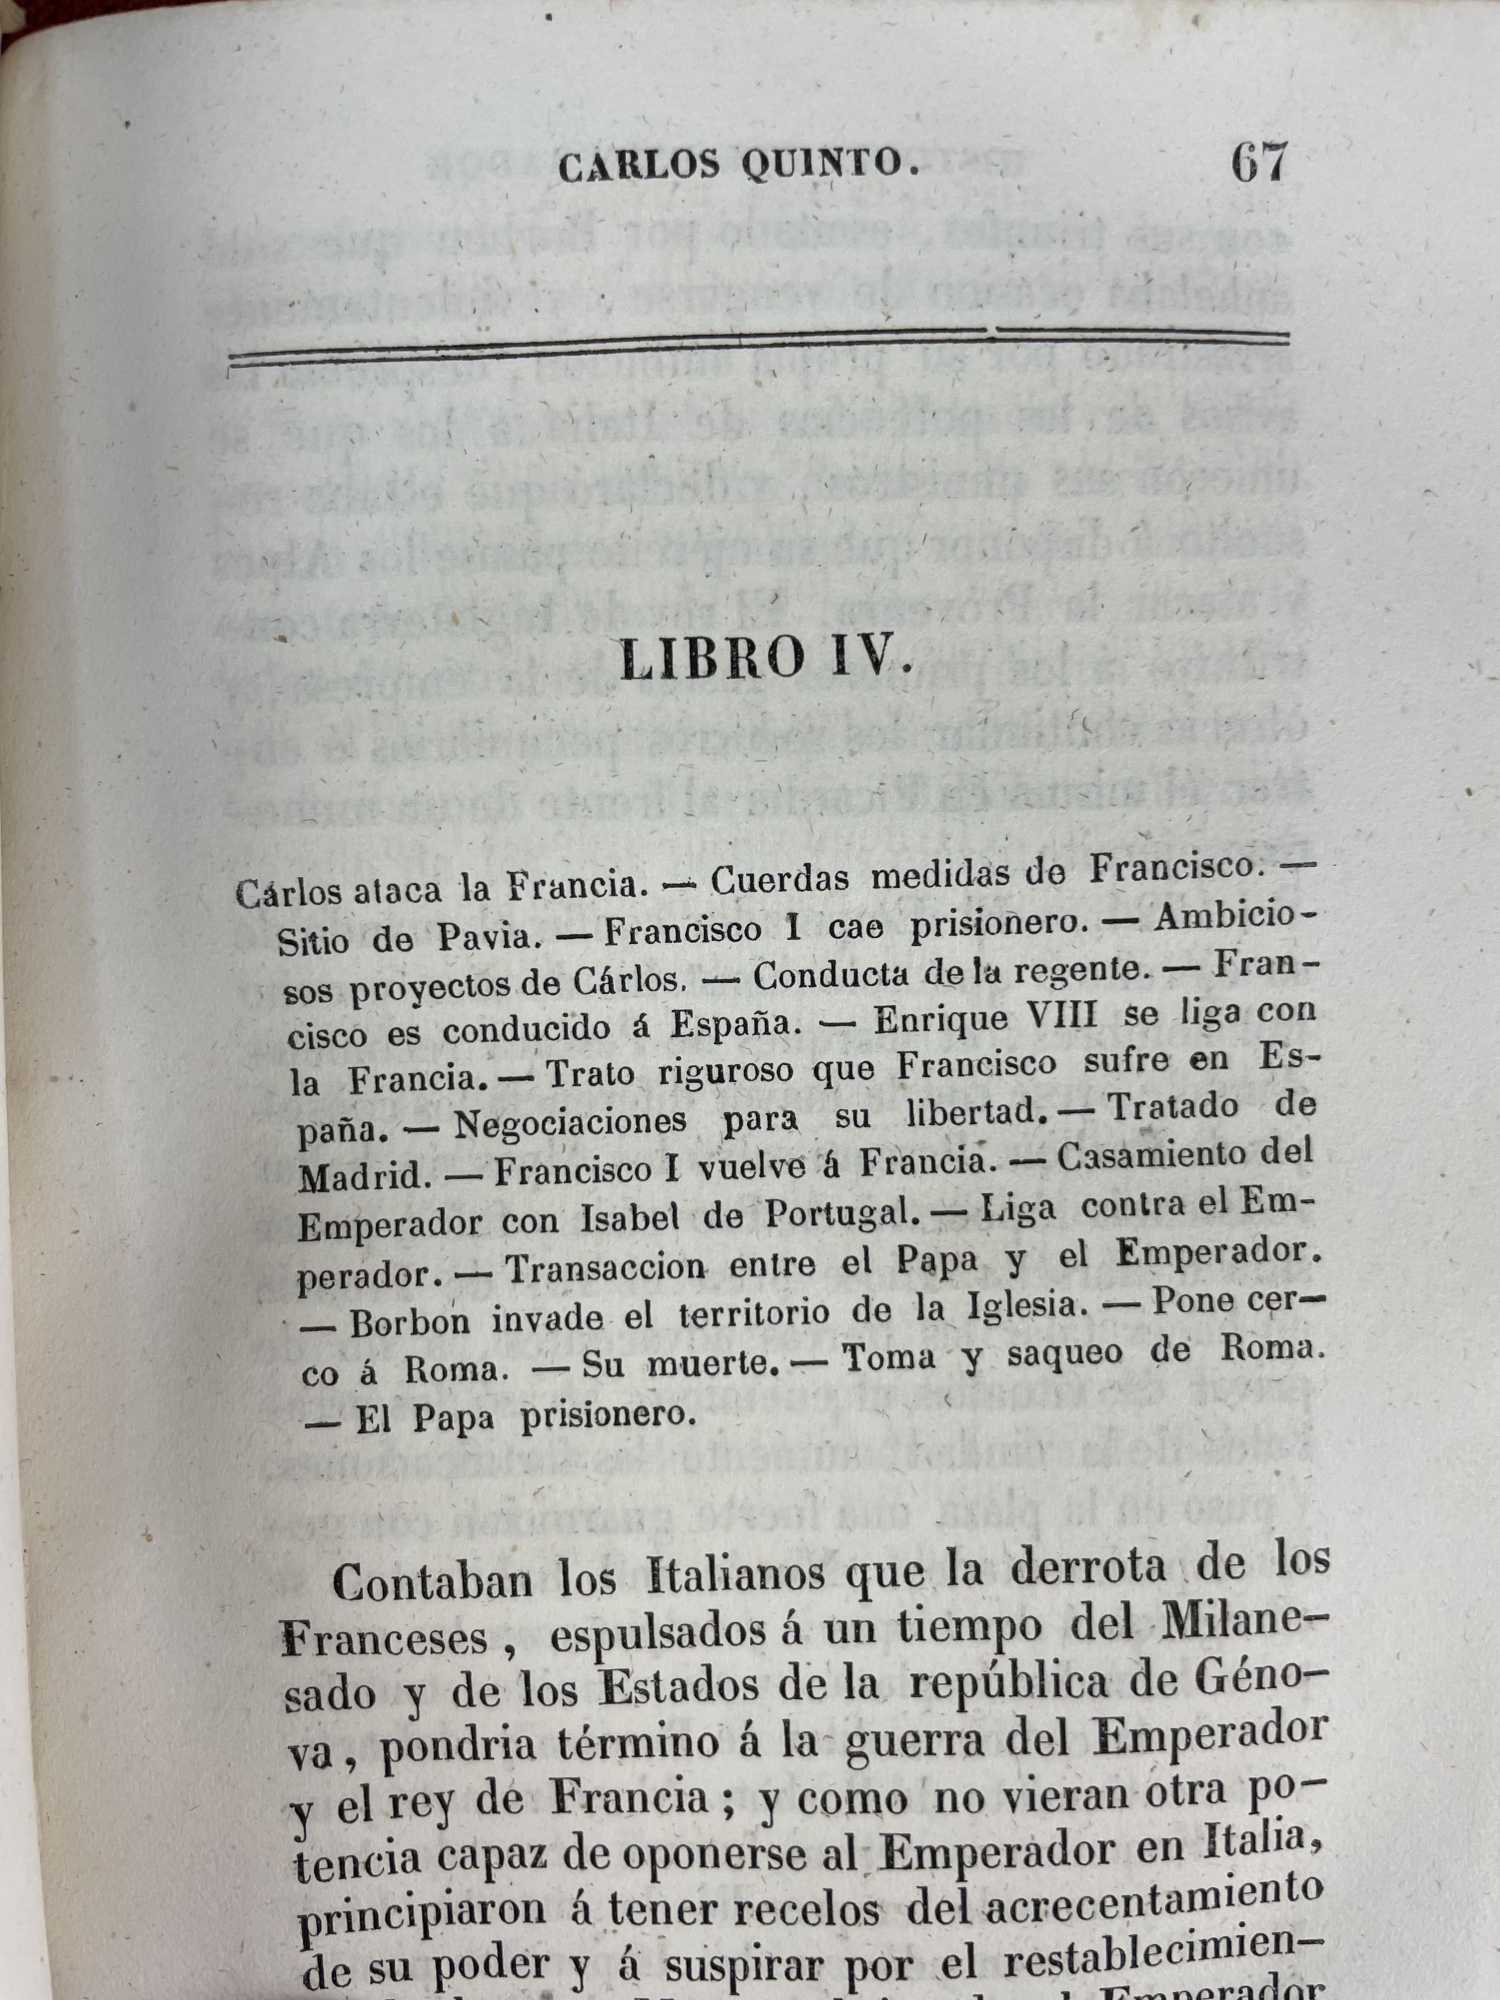 CARLOS QUINTO. 67
LIBRO IV.
Cárlos ataca la Francia. — Cuerdas medidas de Francisco. —
Sitio de Pavia. — Francisco I cae prisionero. — Ambicio-
sos proyectos de Cárlos. — Conducta de la regente. — Fran-
cisco es conducido á España. — Enrique VIII se liga con
la Francia. — Trato riguroso que Francisco sufre en Es-
paña. — Negociaciones para su libertad. — Tratado de
Madrid. — Francisco I vuelve á Francia. — Casamiento del
Emperador con Isabel de Portugal. — Liga contra el Em-
perador. — Transaccion entre el Papa y el Emperador.
— Borbon invade el territorio de la Iglesia. — Pone cer-
co á Roma. — Su muerte. — Toma y saqueo de Roma.
— El Papa prisionero.
Contaban los Italianos que la derrota de los
Franceses, espulsados á un tiempo del Milane-
sado y de los Estados de la república de Géno-
va, pondria término á la guerra del Emperador
y el rey de Francia; y como no vieran otra po-
tencia capaz de oponerse al Emperador en Italia,
principiaron á tener recelos del acrecentamiento
de su poder y á suspirar por el restablecimien-
Emperador